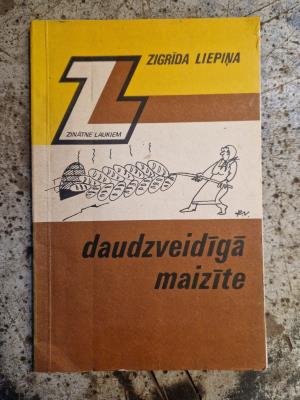 ZIGRĪDA LIEPIŅA
ZINĀTNE LAUKIEM
daudzveidīgā
maizīte